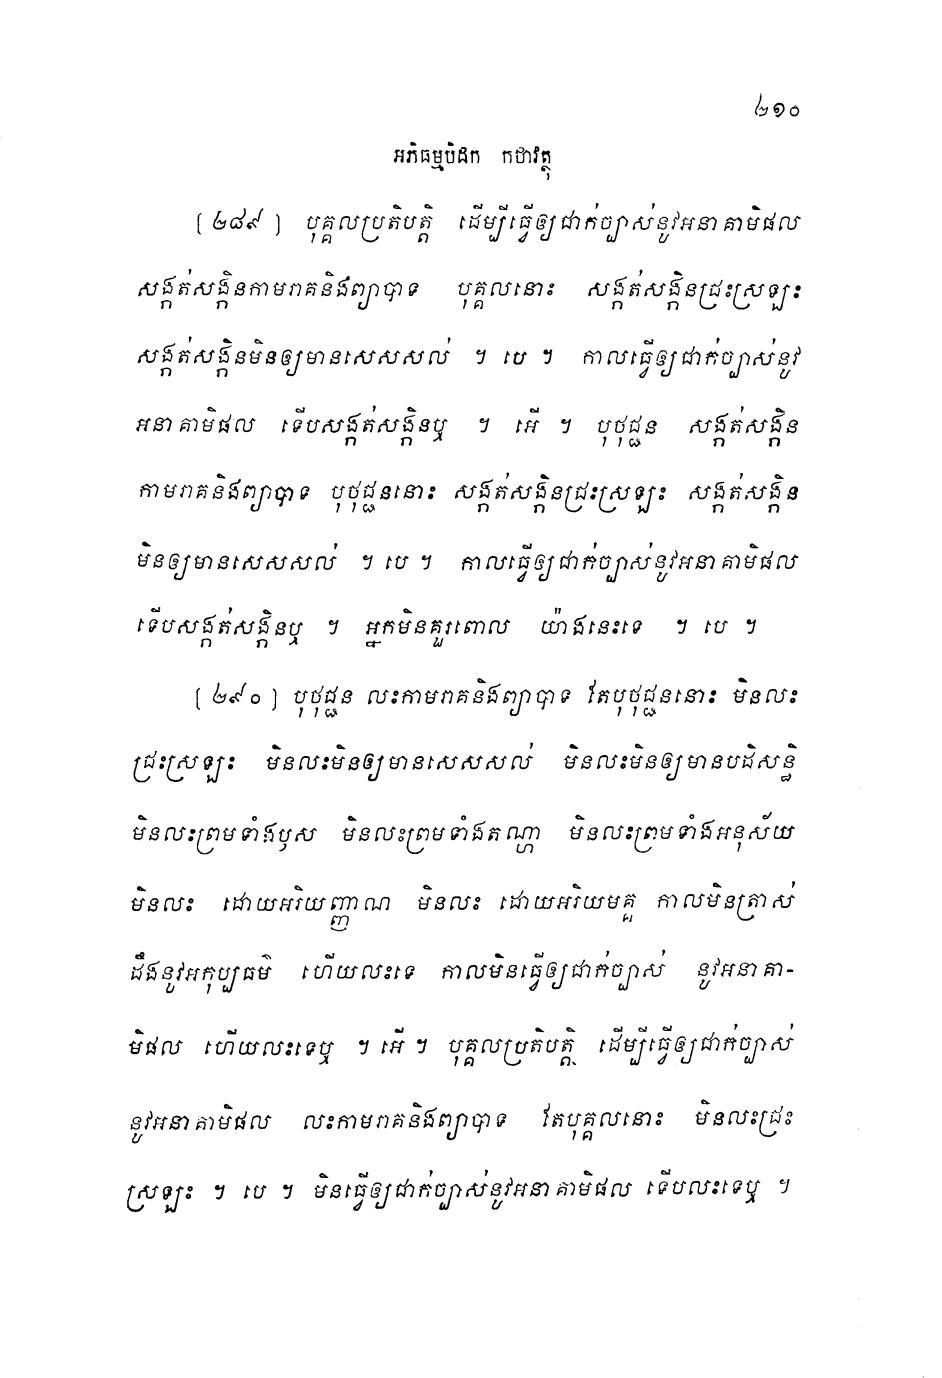 ២១០
អភិធម្មបិដក កថាវត្ថុ
(២៨៩) បុគ្គលប្រតិបត្តិ ដើម្បីធ្វើឲ្យជាក់ច្បាស់នូវអនាគាមិផល
សង្កត់សង្កិនកាមរាគនិងព្យាបាទ បុគ្គលនោះ សង្កត់សង្កិនជ្រះស្រឡះ
សង្កត់សង្កិនមិនឲ្យមានសេសសល់ ។ បេ ។ កាលធ្វើឲ្យជាក់ច្បាស់នូវ
អនាគាមិផល ទើបសង្កត់សង្កិនឬ ។ អើ ។ បុថុជ្ជន សង្កត់សង្កិន
កាមរាគនិងព្យាបាទ បុថុជ្ជននោះ សង្កត់សង្កិនជ្រះស្រឡះ សង្កត់សង្កិន
មិនឲ្យមានសេសសល់ ។ បេ ។ កាលធ្វើឲ្យជាក់ច្បាស់នូវអនាគាមិផល
ទើបសង្កត់សង្កិនឬ ។ អ្នកមិនគួរពោល យ៉ាងនេះទេ ។ បេ ។
(២៩០) បុថុជ្ជន លះកាមរាគនិងព្យាបាទ តែបុថុជ្ជននោះ មិនលះ
ជ្រះស្រឡះ មិនលះមិនឲ្យមានសេសសល់ មិនលះមិនឲ្យមានបដិសន្ធិ
មិនលះព្រមទាំងឫស មិនលះព្រមទាំងតណ្ហា មិនលះព្រមទាំងអនុស័យ
មិនលះ ដោយអរិយញ្ញាណ មិនលះ ដោយអរិយមគ្គ កាលមិនត្រាស់
ដឹងនូវអកុប្បធម៌ ហើយលះទេ កាលមិនធ្វើឲ្យជាក់ច្បាស់ នូវអនាគា-
មិផល ហើយលះទេឬ ។ អើ ។ បុគ្គលប្រតិបត្តិ ដើម្បីធ្វើឲ្យជាក់ច្បាស់
នូវអនាគាមិផល លះកាមរាគនិងព្យាបាទ តែបុគ្គលនោះ មិនលះជ្រះ
ស្រឡះ ។ បេ ។ មិនធ្វើឲ្យជាក់ច្បាស់នូវអនាគាមិផល ទើបលះទេឬ ។